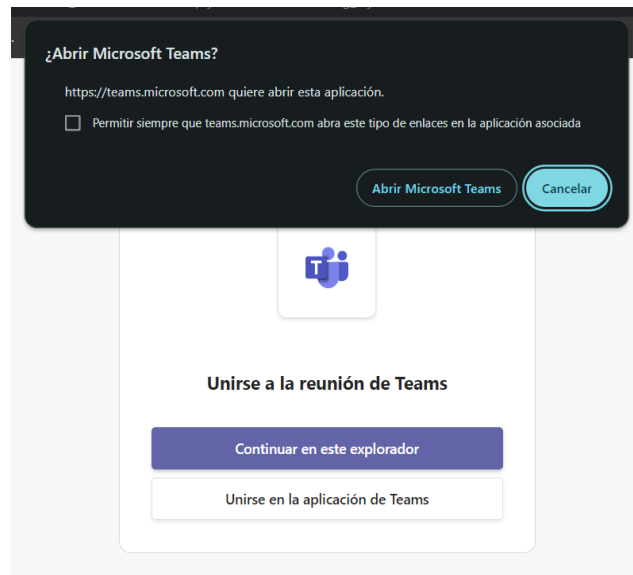 ¿Abrir Microsoft Teams?
https://teams.microsoft.com quiere abrir esta aplicación.
Permitir siempre que teams.microsoft.com abra este tipo de enlaces en la aplicación asociada
Abrir Microsoft Teams
Cancelar
T
Unirse a la reunión de Teams
Continuar en este explorador
Unirse en la aplicación de Teams